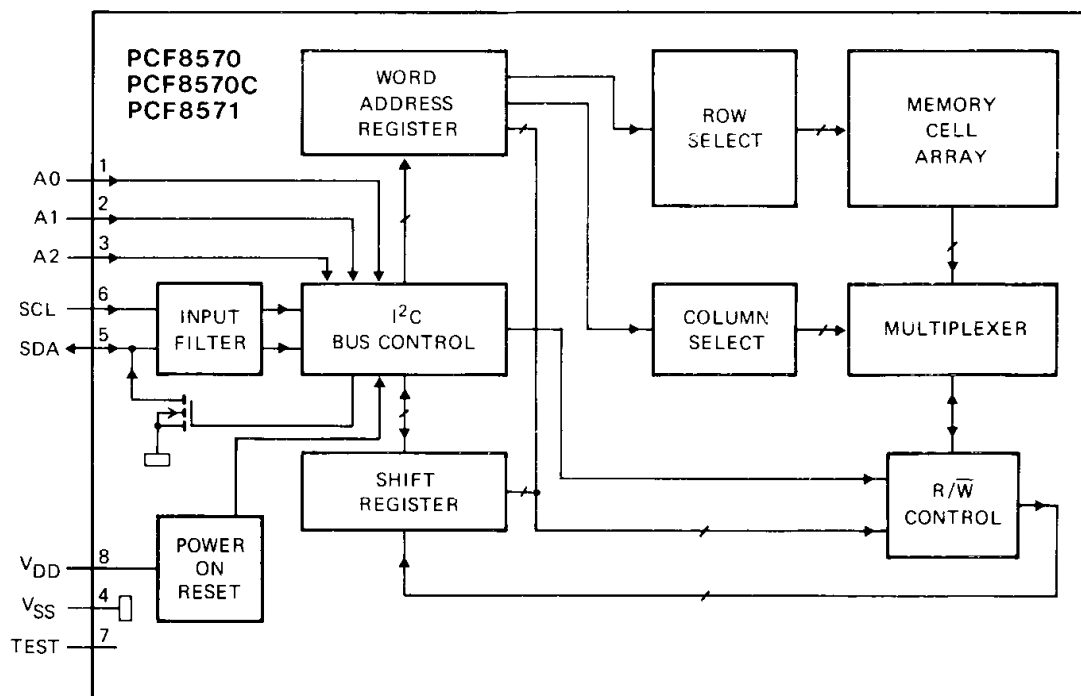 PCF8570
PCF8570C
PCF8571
WORD
ADDRESS
REGISTER
ROW
SELECT
MEMORY
CELL
ARRAY
A0
1
A1
2
A2
3
SCL
6
SDA
5
INPUT
FILTER
I²C
BUS CONTROL
COLUMN
SELECT
MULTIPLEXER
SHIFT
REGISTER
R/W̅
CONTROL
POWER
ON
RESET
VDD
8
VSS
4
TEST
7